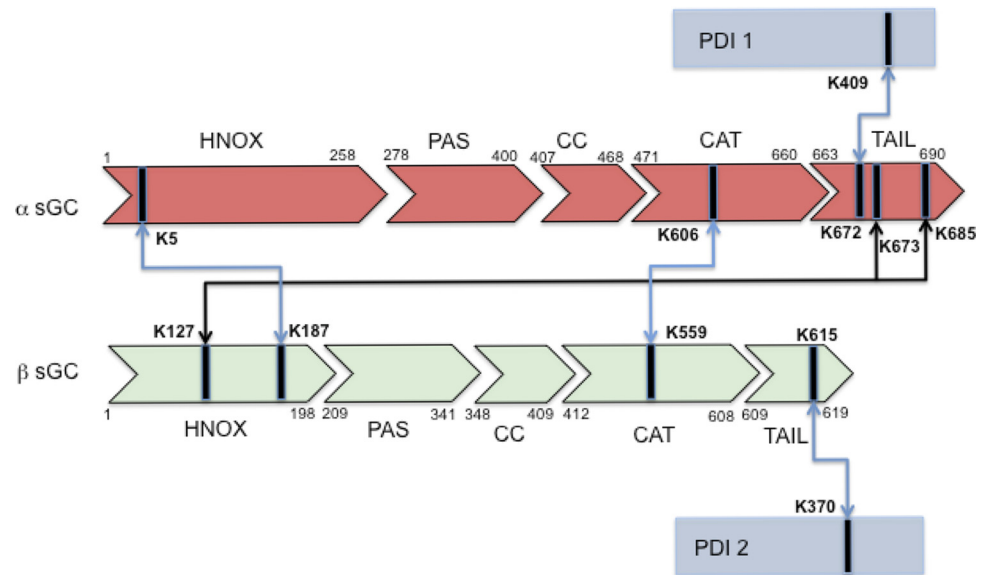 PDI 1
K409
HNOX PAS CC CAT TAIL
1 258 278 400 407 468 471 660 663 690
α sGC
K5 K606 K672 K673 K685
K127 K187 K559 K615
β sGC
1 198 209 341 348 409 412 608 609 619
HNOX PAS CC CAT TAIL
K370
PDI 2